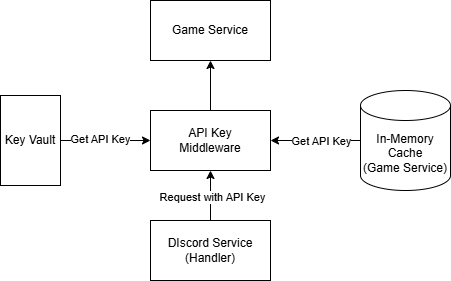 Game Service
Key Vault
Get API Key
API Key
Middleware
Get API Key
In-Memory
Cache
(Game Service)
Request with API Key
DIscord Service
(Handler)